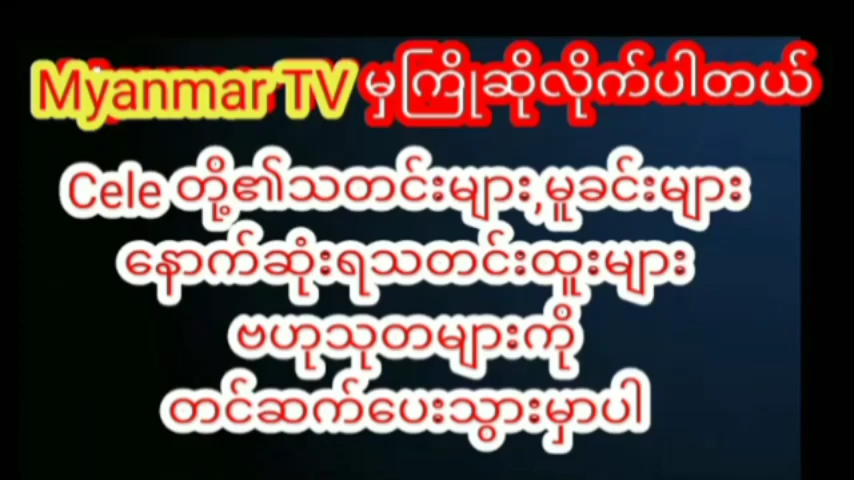 Myanmar TV မှကြိုဆိုလိုက်ပါတယ်
Cele တို့၏သတင်းများ,မူခင်းများ
နောက်ဆုံးရသတင်းထူးများ
ဗဟုသုတများကို
တင်ဆက်ပေးသွားမှာပါ